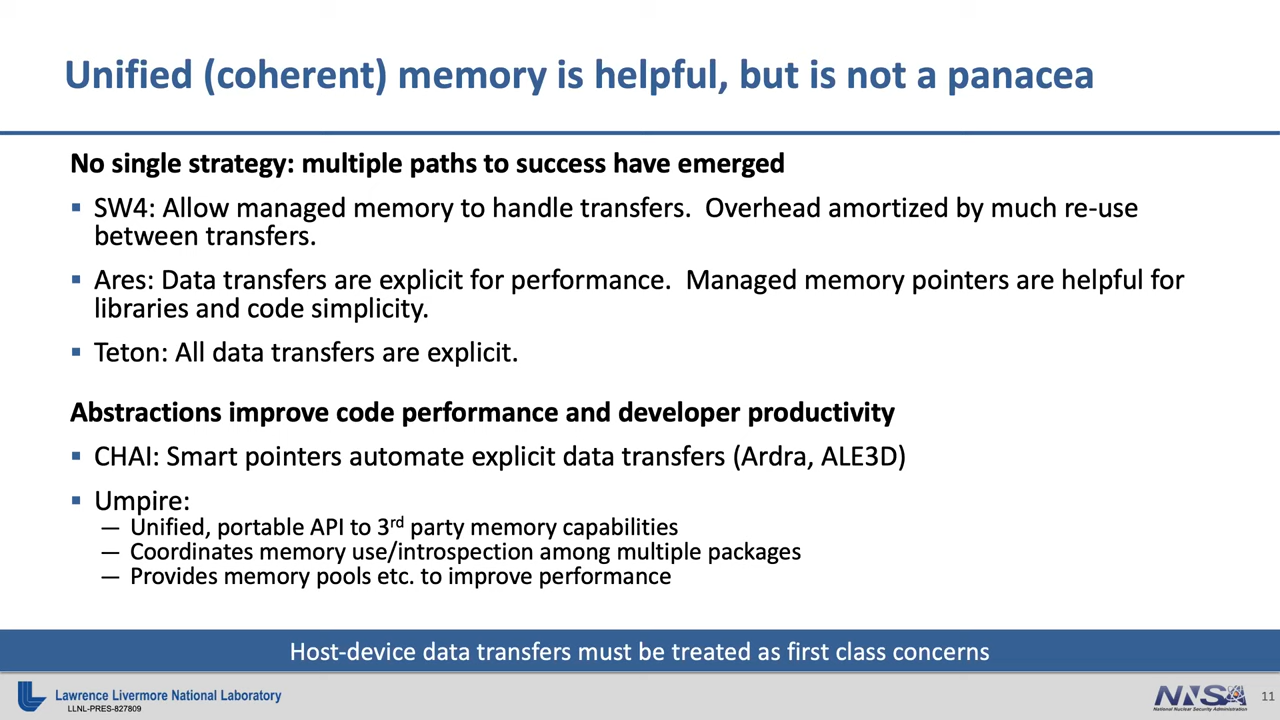 Unified (coherent) memory is helpful, but is not a panacea
No single strategy: multiple paths to success have emerged
▪ SW4: Allow managed memory to handle transfers.  Overhead amortized by much re-use
between transfers.
▪ Ares: Data transfers are explicit for performance.  Managed memory pointers are helpful for
libraries and code simplicity.
▪ Teton: All data transfers are explicit.
Abstractions improve code performance and developer productivity
▪ CHAI: Smart pointers automate explicit data transfers (Ardra, ALE3D)
▪ Umpire:
— Unified, portable API to 3rd party memory capabilities
— Coordinates memory use/introspection among multiple packages
— Provides memory pools etc. to improve performance
Host-device data transfers must be treated as first class concerns
Lawrence Livermore National Laboratory
LLNL-PRES-827809
NNSA
National Nuclear Security Administration
11